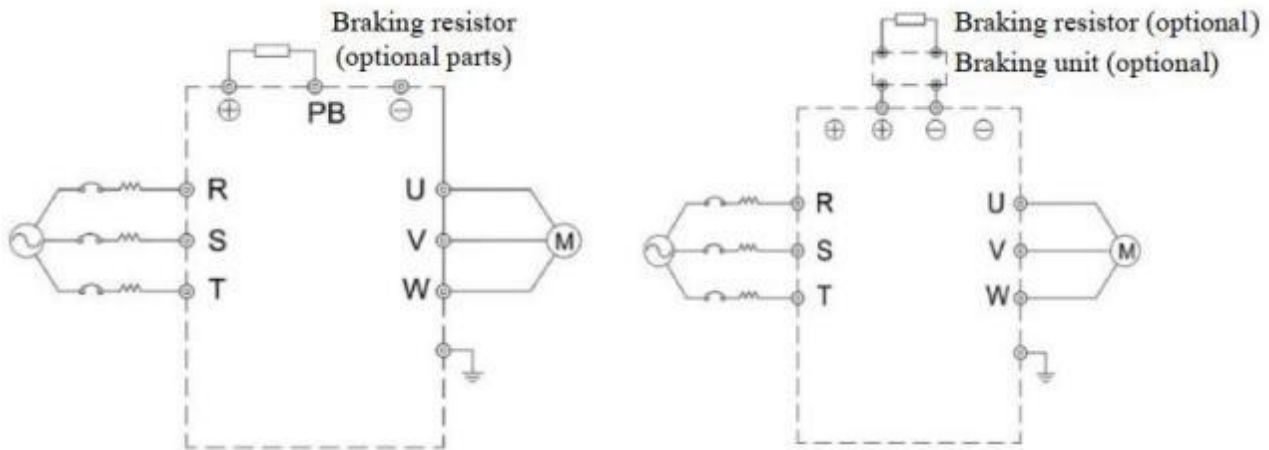 Braking resistor
(optional parts)
⊕ PB ⊖
R U
S V M
T W
Braking resistor (optional)
Braking unit (optional)
⊕ ⊕ ⊖ ⊖
R U
S V M
T W